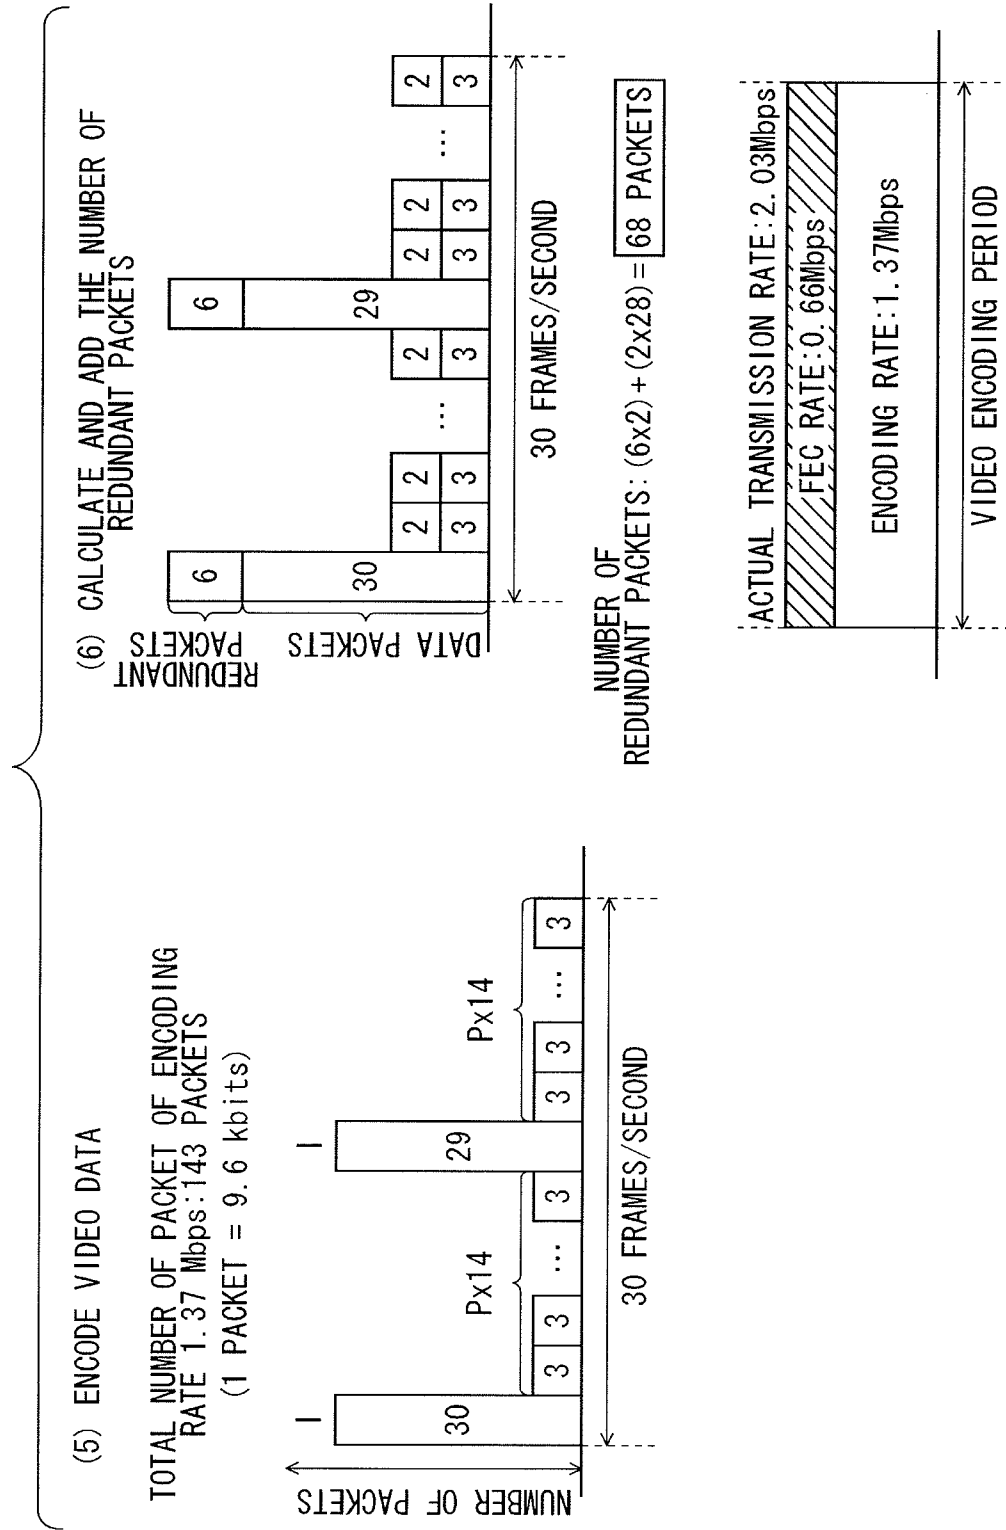 (5) ENCODE VIDEO DATA
TOTAL NUMBER OF PACKET OF ENCODING
RATE 1.37 Mbps:143 PACKETS
(1 PACKET = 9.6 kbits)
NUMBER OF PACKETS
I
30
Px14
3
3
...
3
I
29
Px14
3
3
...
3
30 FRAMES/SECOND
(6) CALCULATE AND ADD THE NUMBER OF
REDUNDANT PACKETS
REDUNDANT
PACKETS
DATA PACKETS
6
30
2
3
2
3
...
2
3
6
29
2
3
2
3
...
2
3
30 FRAMES/SECOND
NUMBER OF
REDUNDANT PACKETS: (6x2)+(2x28)= 68 PACKETS
ACTUAL TRANSMISSION RATE:2.03Mbps
FEC RATE:0.66Mbps
ENCODING RATE:1.37Mbps
VIDEO ENCODING PERIOD